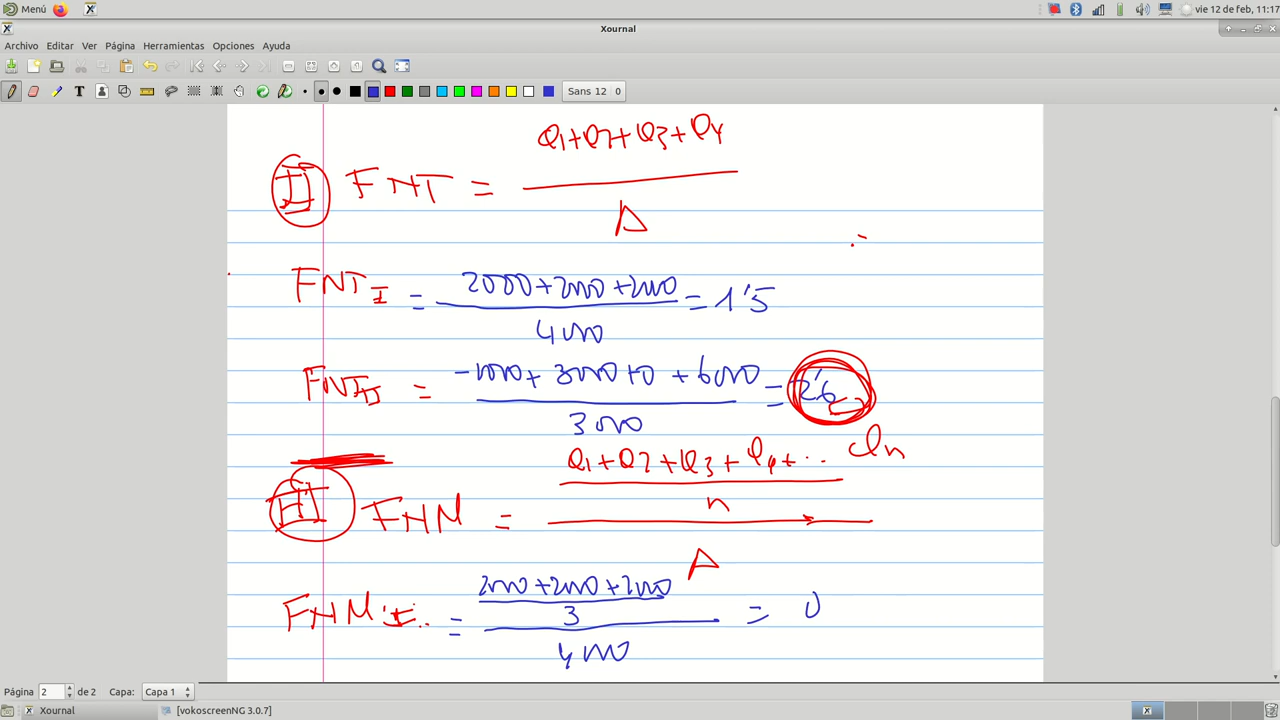 Menú
vie 12 de feb, 11:17
Xournal
Archivo Editar Ver Página Herramientas Opciones Ayuda
Sans 12
Q1+Q2+Q3+Q4
II FNT =
A
FNT I = 2000+2000+2000 = 1'5
4000
FNT II = -1000+ 3000+0 +6000 = 2'6
3000
Q1+Q2+Q3+Q4+... Qn
n
III FNM =
A
2000+2000+2000
3
FNM I = = 0
4000
Página 2 de 2 Capa: Capa 1
Xournal [vokoscreenNG 3.0.7]